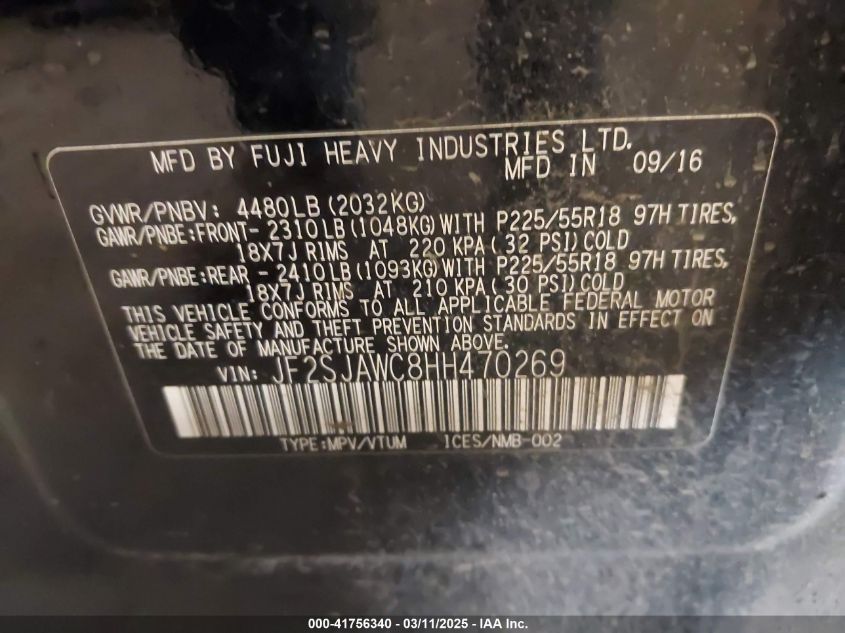 MFD BY FUJI HEAVY INDUSTRIES LTD.
MFD IN 09/16
GVWR/PNBV: 4480LB(2032KG)
GAWR/PNBE:FRONT- 2310LB(1048KG)WITH P225/55R18 97H TIRES,
18X7J RIMS AT 220 KPA(32 PSI)COLD
GAWR/PNBE:REAR - 2410LB(1093KG)WITH P225/55R18 97H TIRES,
18X7J RIMS AT 210 KPA(30 PSI)COLD
THIS VEHICLE CONFORMS TO ALL APPLICABLE FEDERAL MOTOR
VEHICLE SAFETY AND THEFT PREVENTION STANDARDS IN EFFECT ON
THE DATE OF MANUFACTURE SHOWN ABOVE.
VIN: JF2SJAWC8HH470269
TYPE:MPV/VTUM ICES/NMB-002
000-41756340 - 03/11/2025 - IAA Inc.